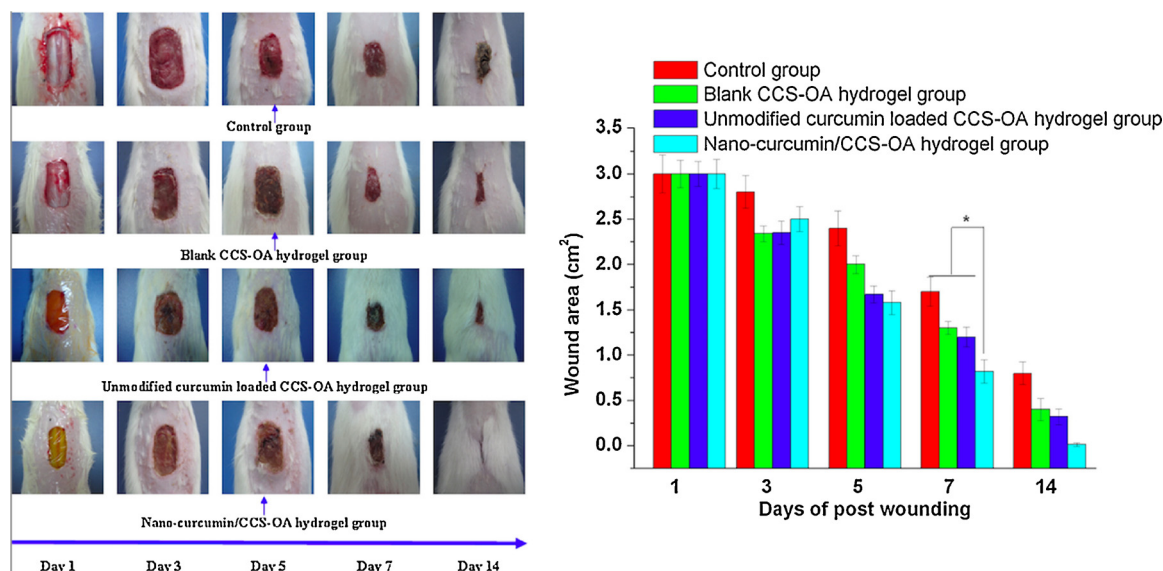 Control group
Blank CCS-OA hydrogel group
Unmodified curcumin loaded CCS-OA hydrogel group
Nano-curcumin/CCS-OA hydrogel group
Day 1 Day 3 Day 5 Day 7 Day 14
Control group
Blank CCS-OA hydrogel group
Unmodified curcumin loaded CCS-OA hydrogel group
Nano-curcumin/CCS-OA hydrogel group
Wound area (cm²)
3.5
3.0
2.5
2.0
1.5
1.0
0.5
0.0
*
1 3 5 7 14
Days of post wounding